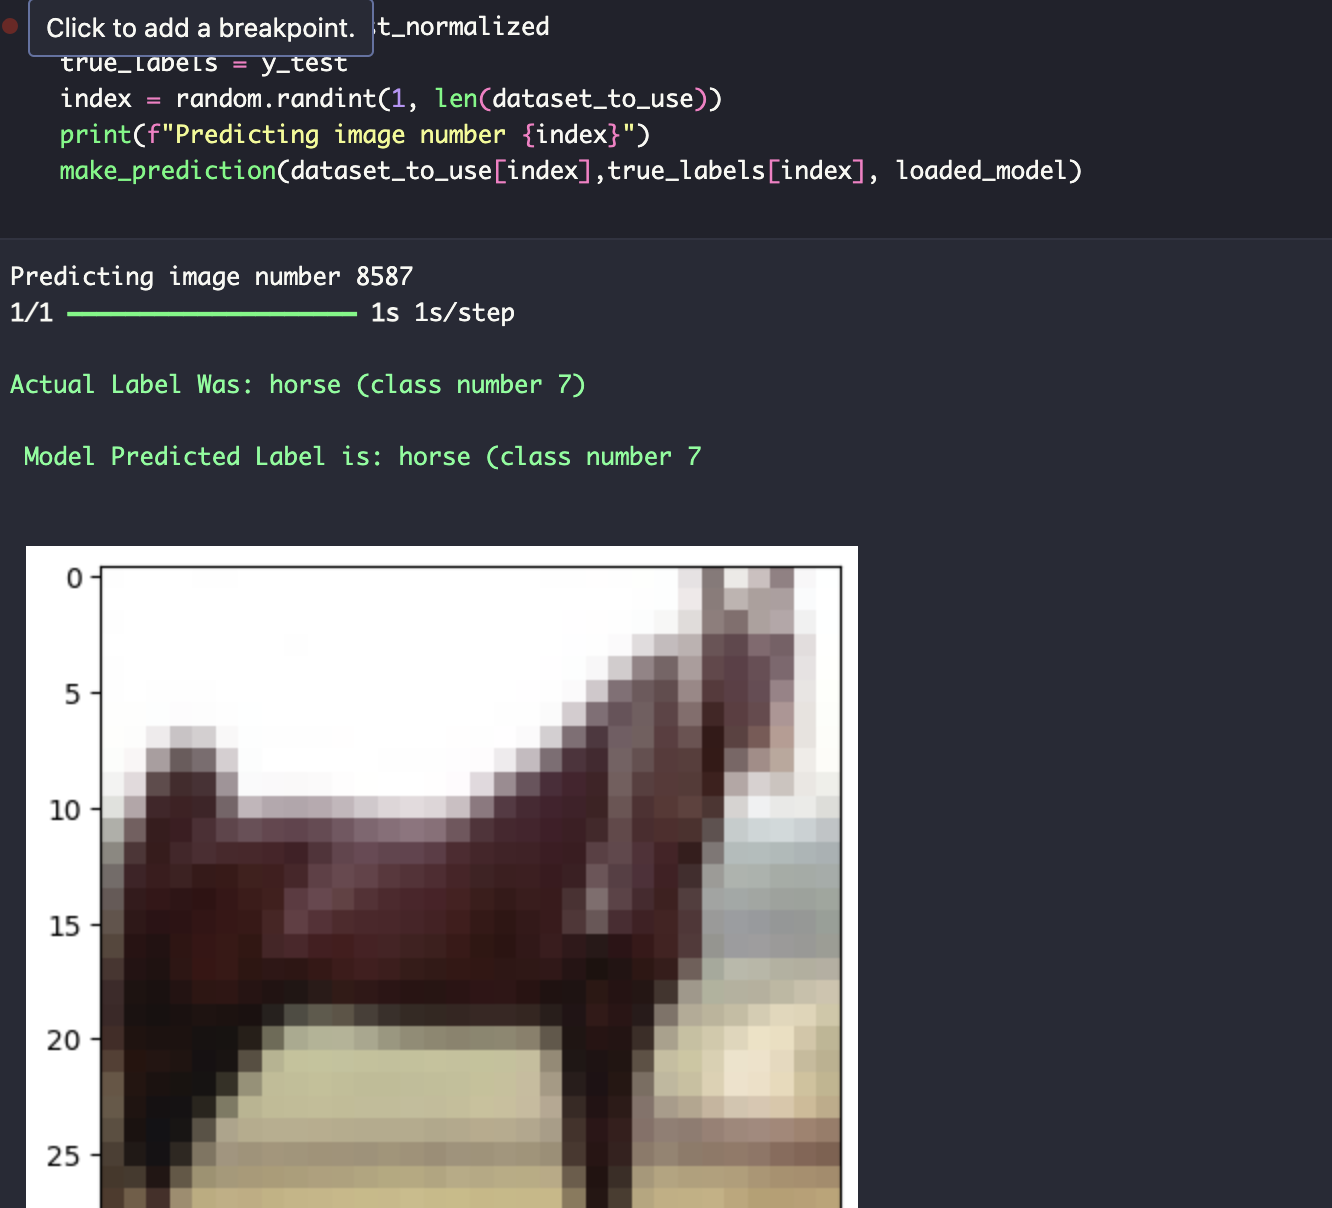 Click to add a breakpoint. st_normalized
true_labels = y_test
index = random.randint(1, len(dataset_to_use))
print(f"Predicting image number {index}")
make_prediction(dataset_to_use[index],true_labels[index], loaded_model)
Predicting image number 8587
1/1 ━━━━━━━━━━━━━━━━━━━━ 1s 1s/step
Actual Label Was: horse (class number 7)
Model Predicted Label is: horse (class number 7
0
5
10
15
20
25